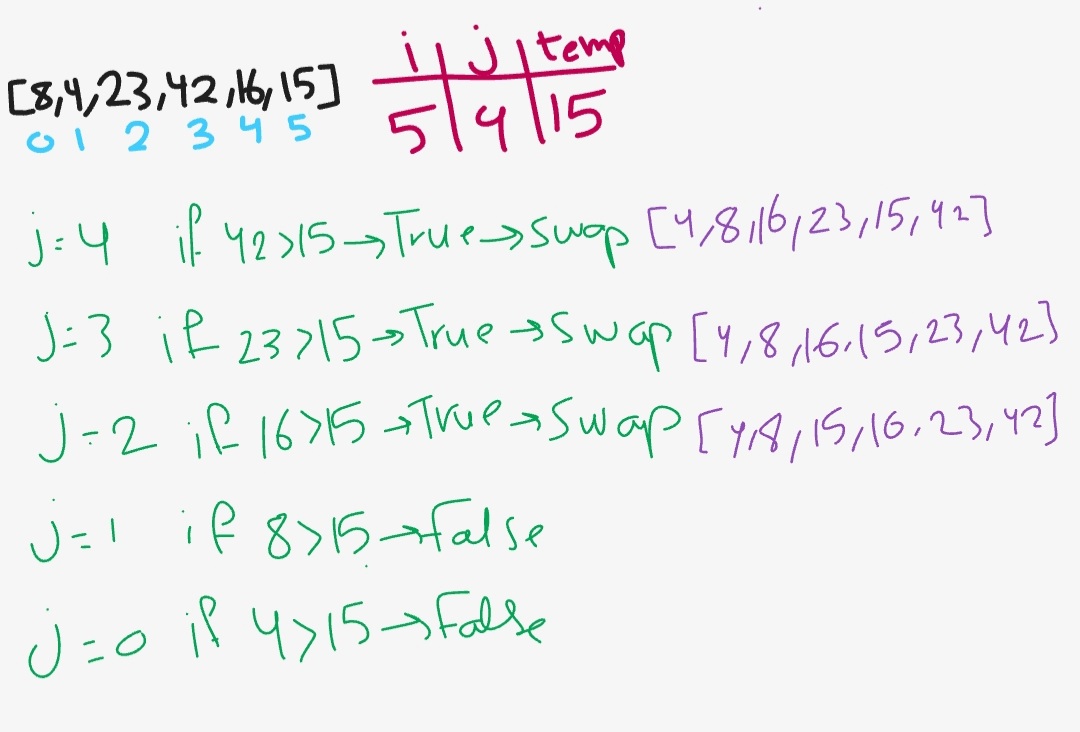 [8,4,23,42,16,15]
0 1 2 3 4 5
i j temp
5 4 15
j=4 if 42>15→True→swap [4,8,16,23,15,42]
j=3 if 23>15→True→swap [4,8,16,15,23,42]
j=2 if 16>15→True→swap [4,8,15,16,23,42]
j=1 if 8>15→false
j=0 if 4>15→False